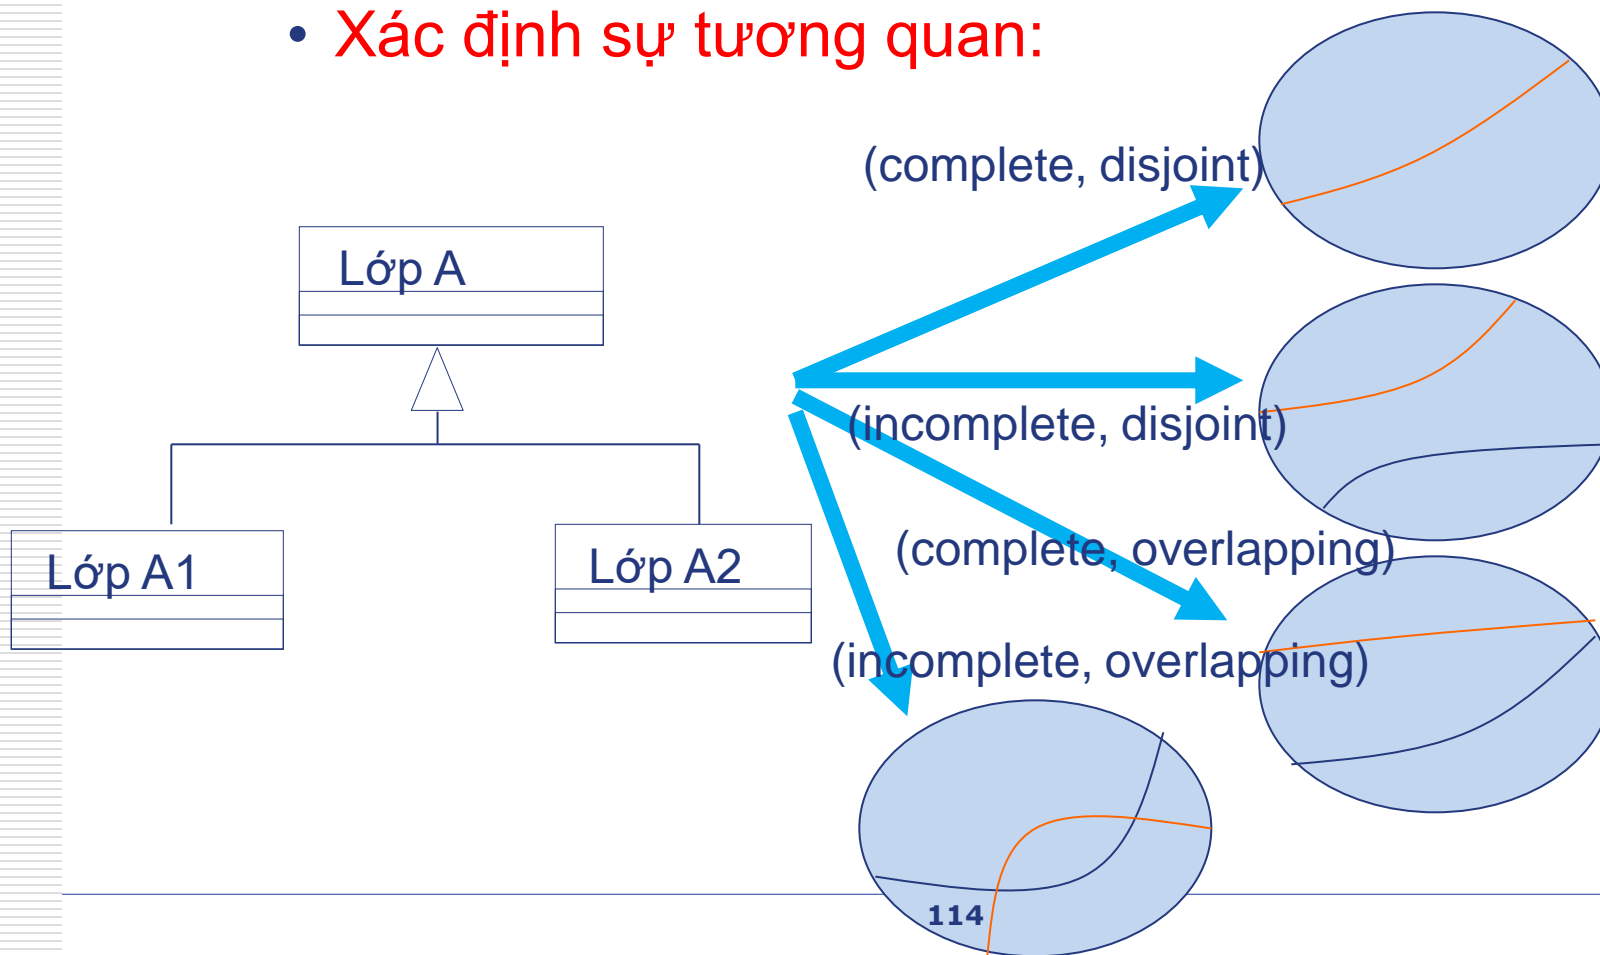 • Xác định sự tương quan:
(complete, disjoint)
Lớp A
(incomplete, disjoint)
(complete, overlapping)
Lớp A1
Lớp A2
(incomplete, overlapping)
114